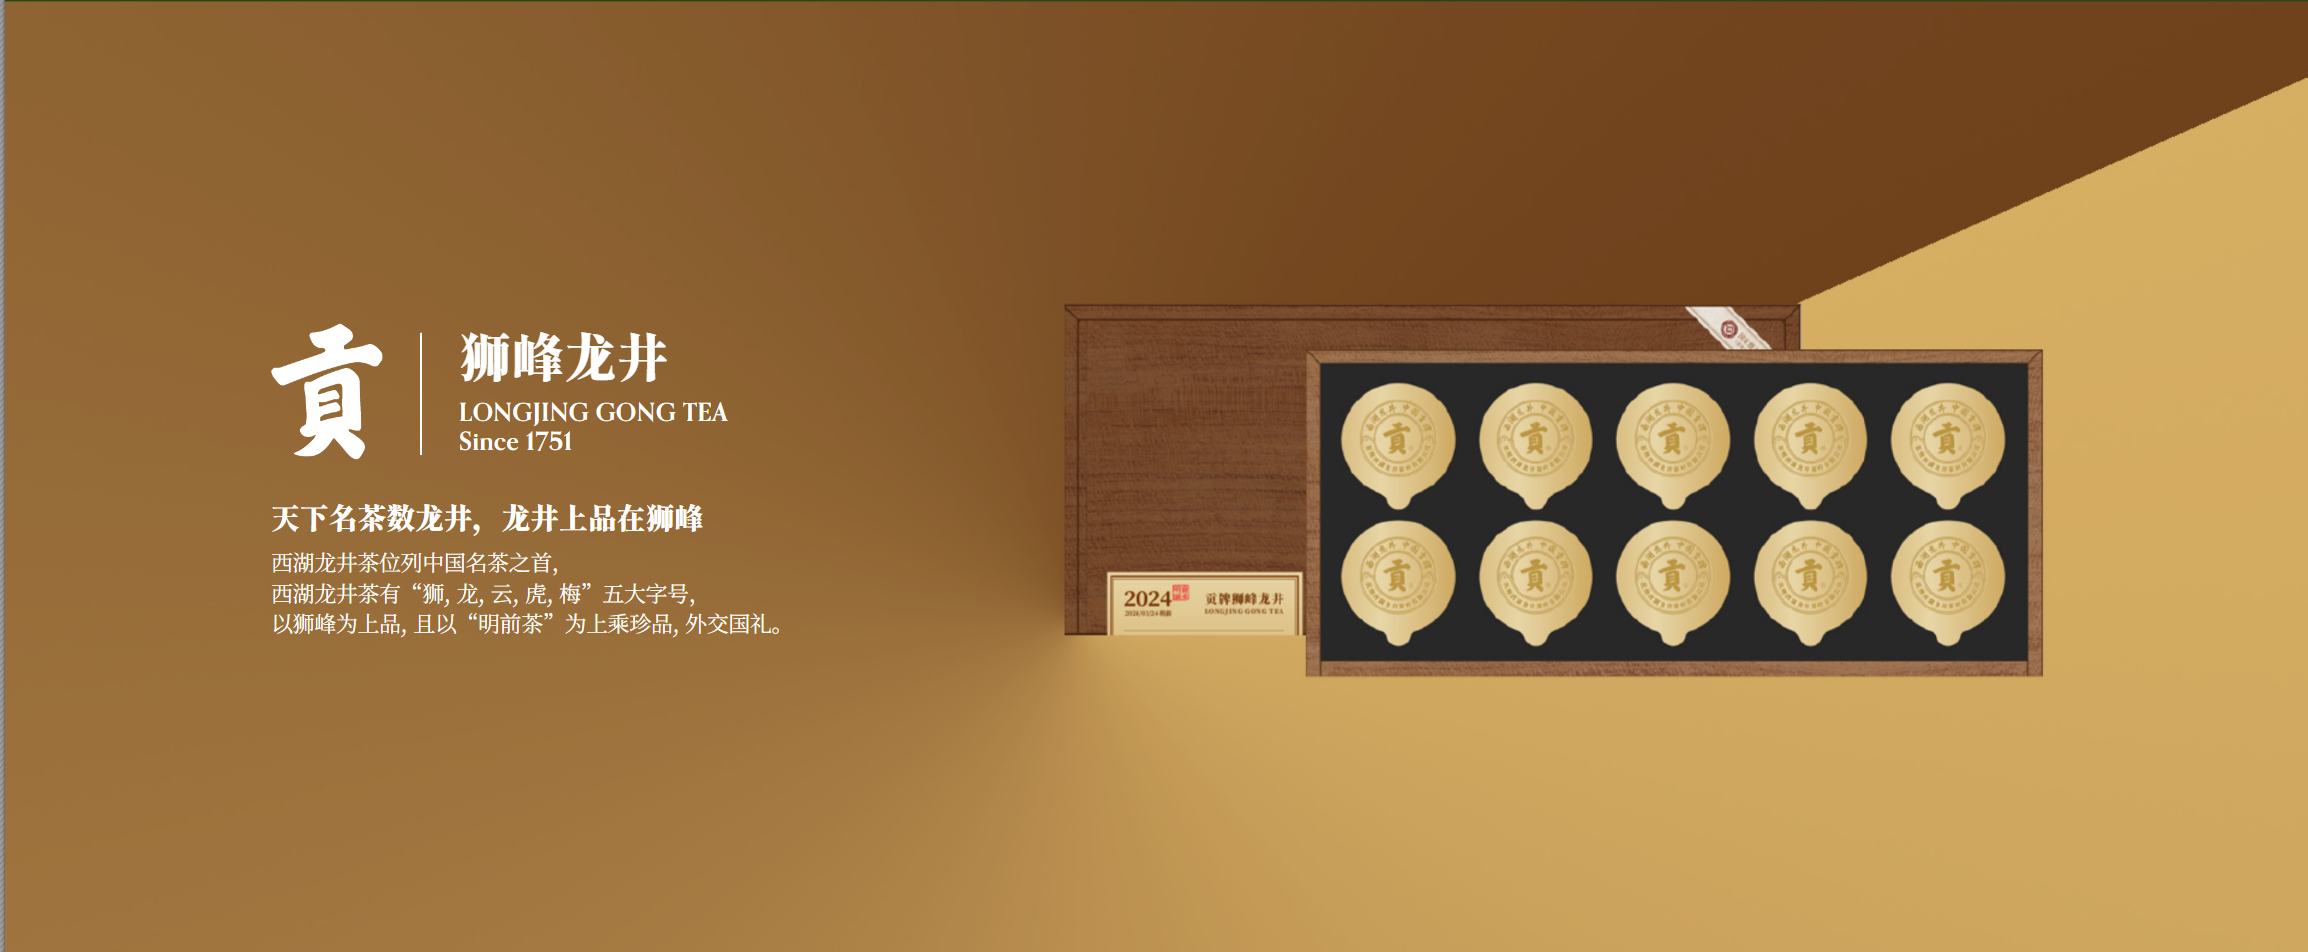 貢
狮峰龙井
LONGJING GONG TEA
Since 1751
天下名茶数龙井，龙井上品在狮峰
西湖龙井茶位列中国名茶之首，
西湖龙井茶有“狮, 龙, 云, 虎, 梅”五大字号，
以狮峰为上品, 且以“明前茶”为上乘珍品, 外交国礼。
2024
贡牌狮峰龙井
LONGJING GONG TEA
貢
貢
貢
貢
貢
貢
貢
貢
貢
貢